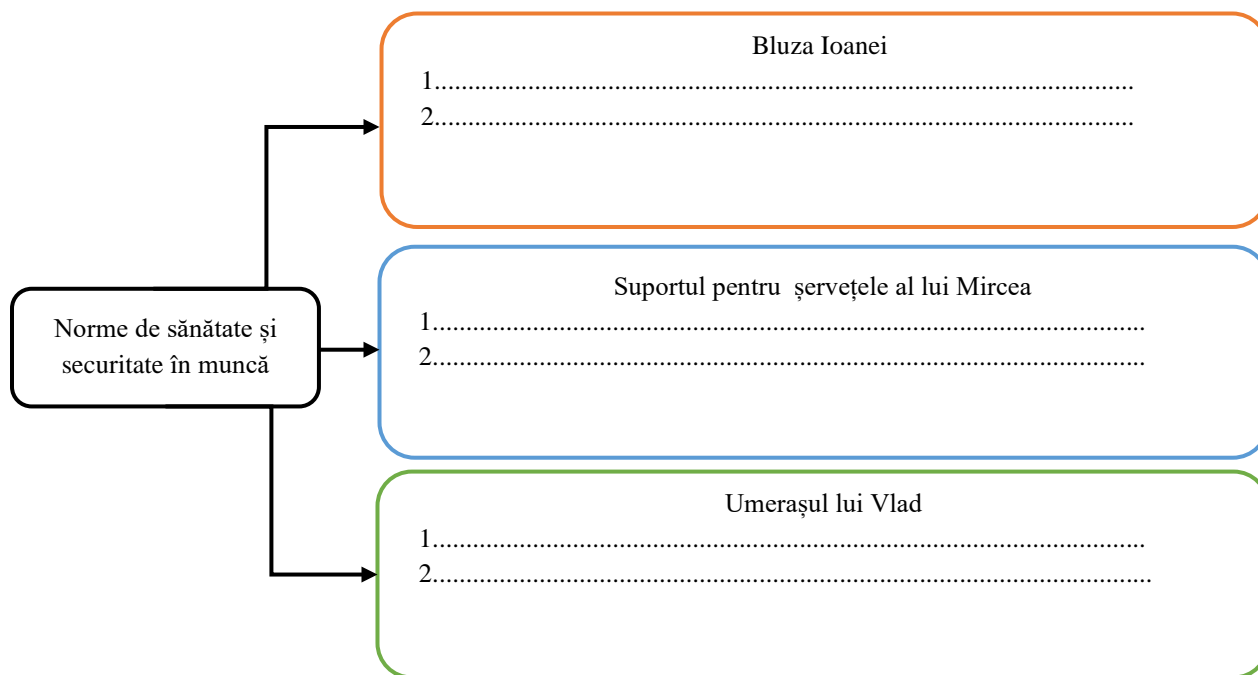 Bluza Ioanei
1.........................................................................................................
2.........................................................................................................
Norme de sănătate și
securitate în muncă
Suportul pentru șervețele al lui Mircea
1...........................................................................................................
2...........................................................................................................
Umerașul lui Vlad
1...........................................................................................................
2............................................................................................................